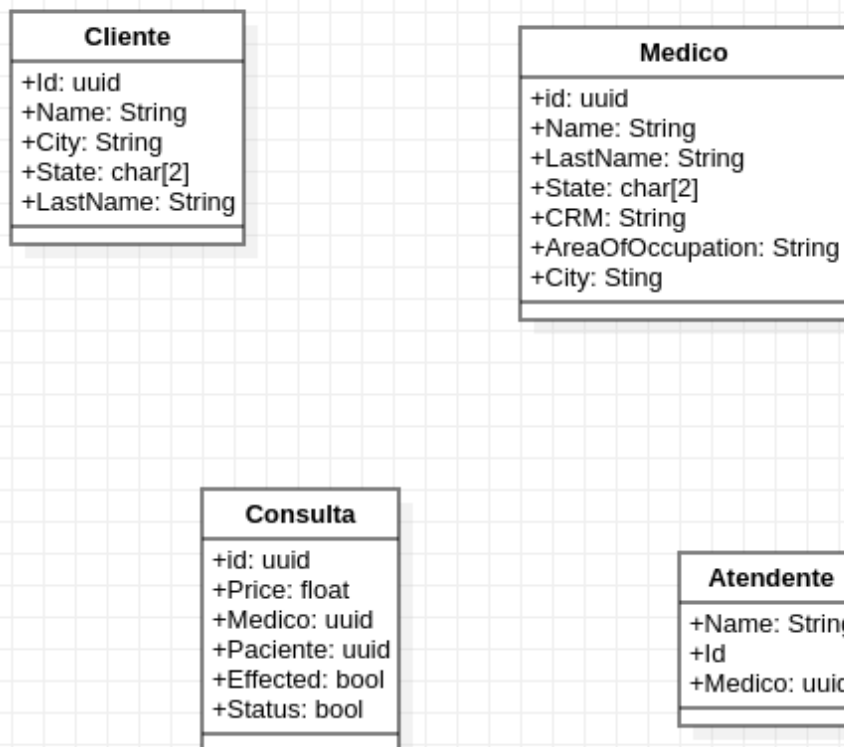 Cliente
+Id: uuid
+Name: String
+City: String
+State: char[2]
+LastName: String
Medico
+id: uuid
+Name: String
+LastName: String
+State: char[2]
+CRM: String
+AreaOfOccupation: String
+City: Sting
Consulta
+id: uuid
+Price: float
+Medico: uuid
+Paciente: uuid
+Effected: bool
+Status: bool
Atendente
+Name: String
+Id
+Medico: uuid